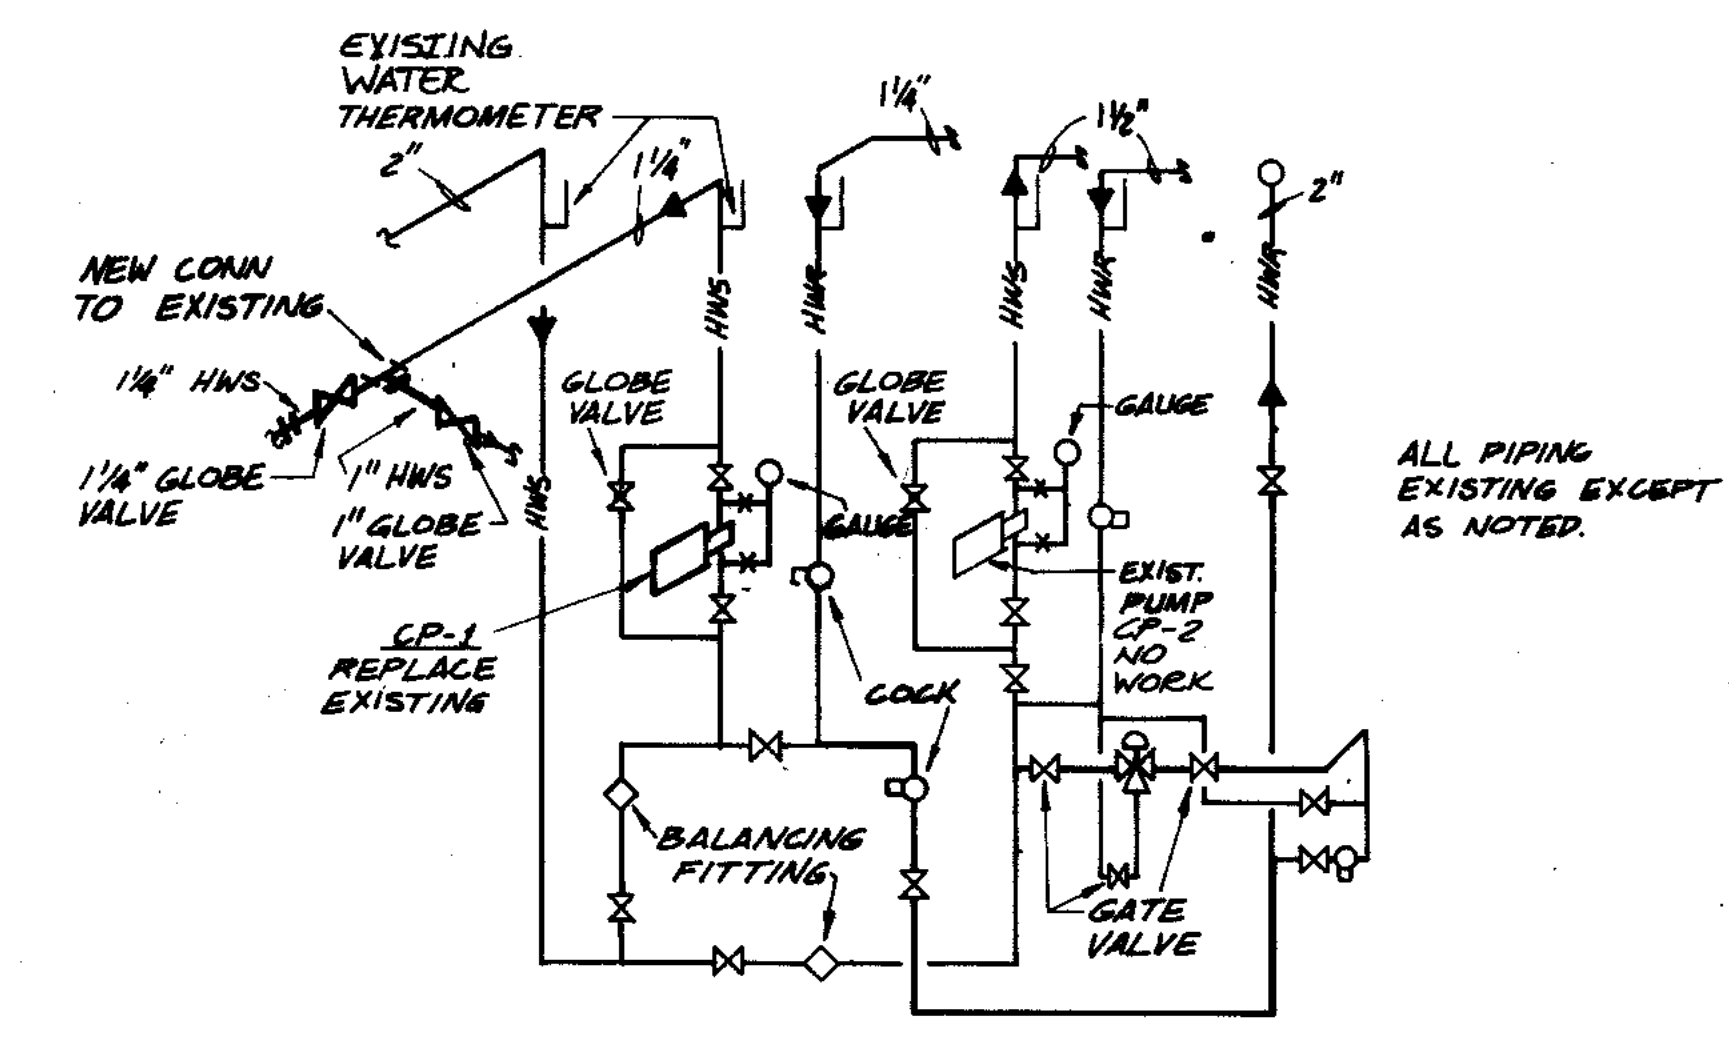 EXISTING
WATER
THERMOMETER
2"
1¼"
1¼"
1½"
2"
NEW CONN
TO EXISTING
1¼" HWS
1¼" GLOBE
VALVE
1" HWS
1" GLOBE
VALVE
HWS
HWS
HWR
HWS
HWR
HWR
GLOBE
VALVE
GLOBE
VALVE
GAUGE
GAUGE
ALL PIPING
EXISTING EXCEPT
AS NOTED.
CP-1
REPLACE
EXISTING
EXIST.
PUMP
CP-2
NO
WORK
COCK
BALANCING
FITTING
GATE
VALVE